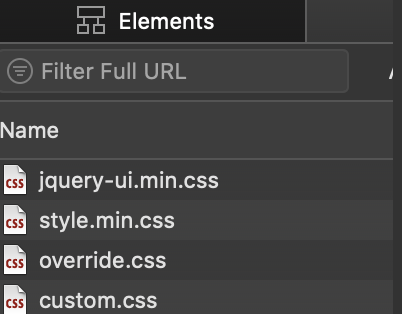 Elements
Filter Full URL
Name
css jquery-ui.min.css
css style.min.css
css override.css
css custom.css